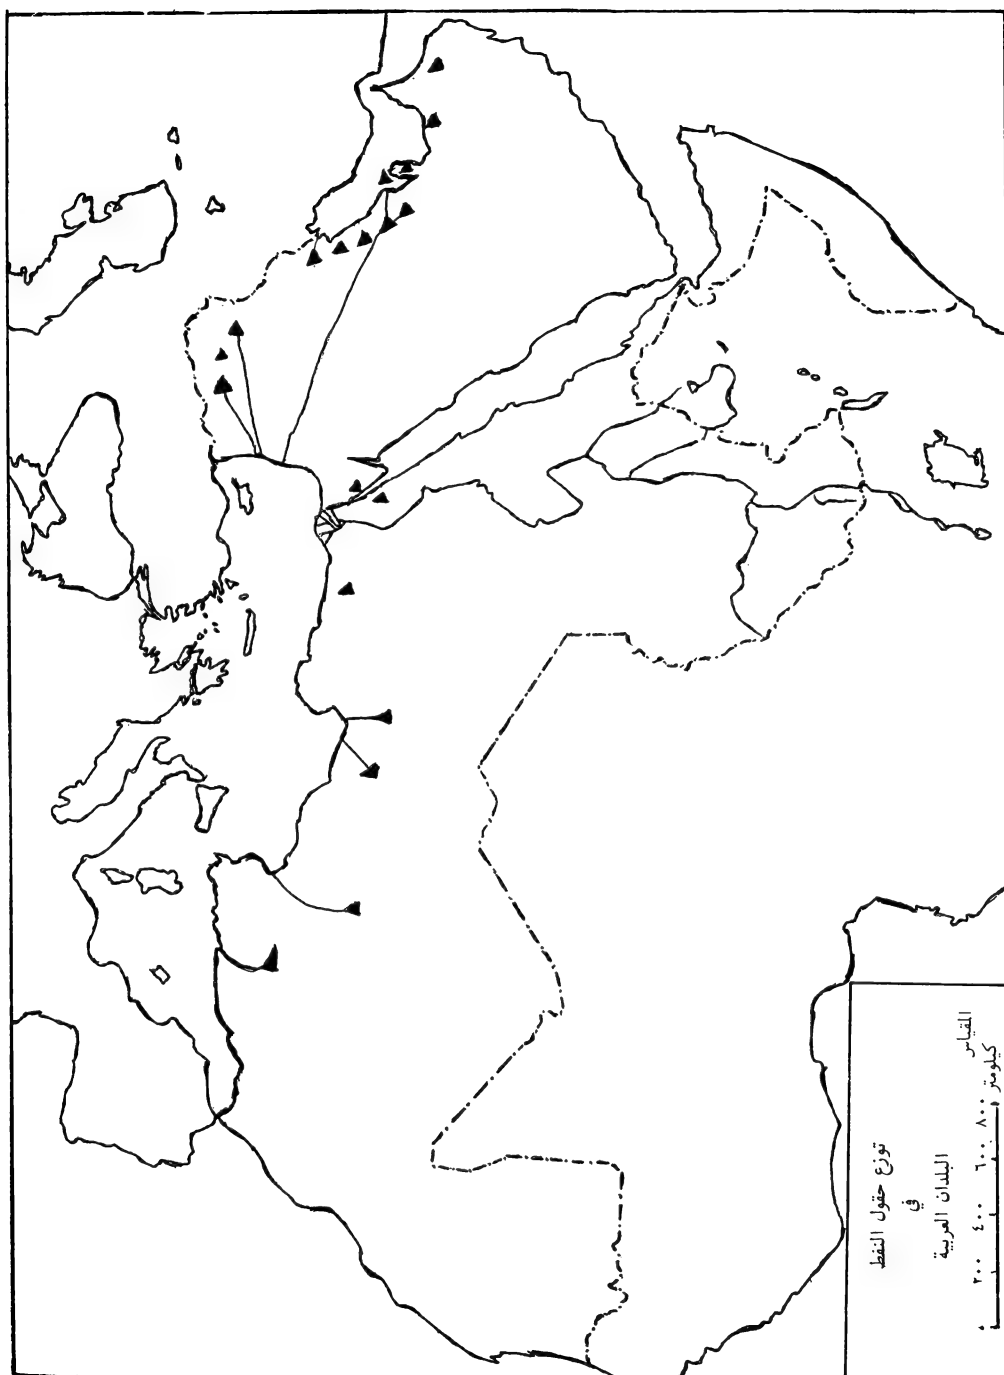 توزع حقول النفط
في
البلدان العربية
المقياس
كيلومتر
٠ ٢٠٠ ٤٠٠ ٦٠٠ ٨٠٠